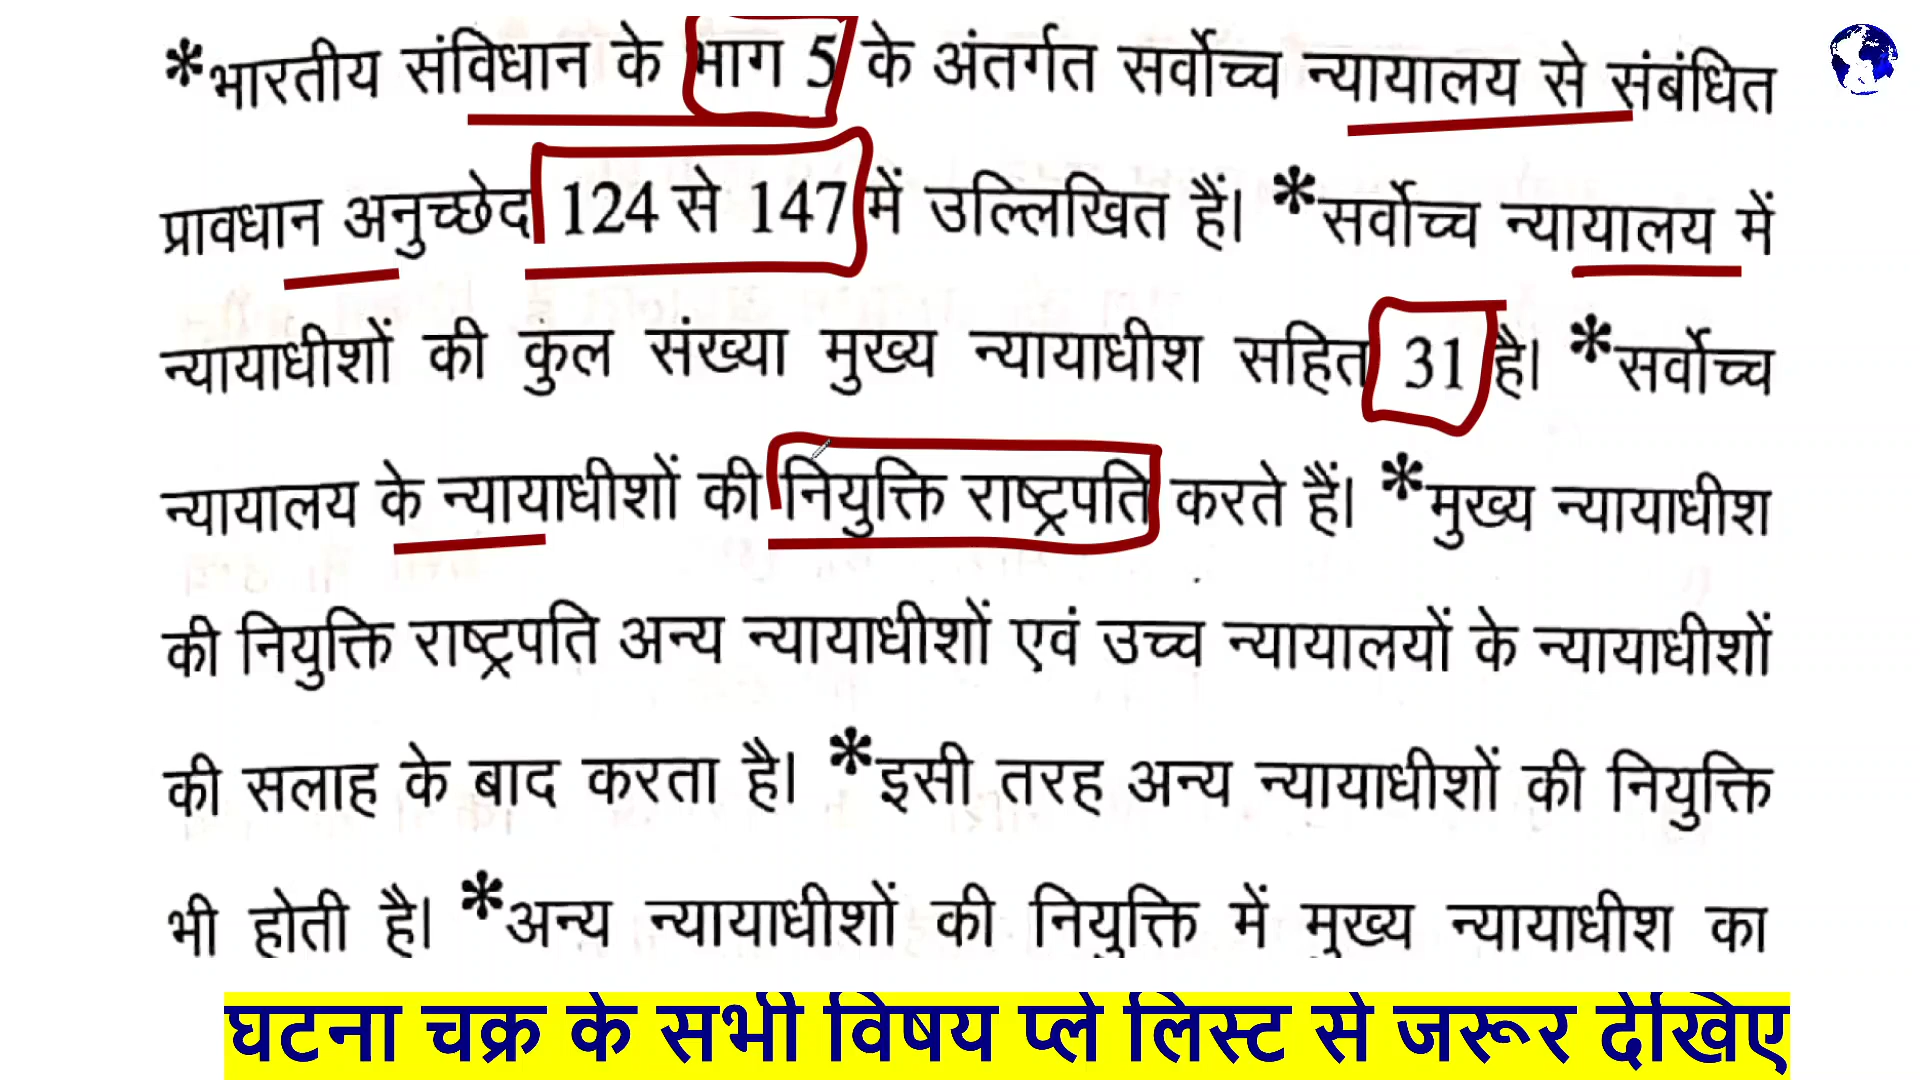 *भारतीय संविधान के भाग 5 के अंतर्गत सर्वोच्च न्यायालय से संबंधित
प्रावधान अनुच्छेद 124 से 147 में उल्लिखित हैं। *सर्वोच्च न्यायालय में
न्यायाधीशों की कुल संख्या मुख्य न्यायाधीश सहित 31 है। *सर्वोच्च
न्यायालय के न्यायाधीशों की नियुक्ति राष्ट्रपति करते हैं। *मुख्य न्यायाधीश
की नियुक्ति राष्ट्रपति अन्य न्यायाधीशों एवं उच्च न्यायालयों के न्यायाधीशों
की सलाह के बाद करता है। *इसी तरह अन्य न्यायाधीशों की नियुक्ति
भी होती है। *अन्य न्यायाधीशों की नियुक्ति में मुख्य न्यायाधीश का
घटना चक्र के सभी विषय प्ले लिस्ट से जरूर देखिए